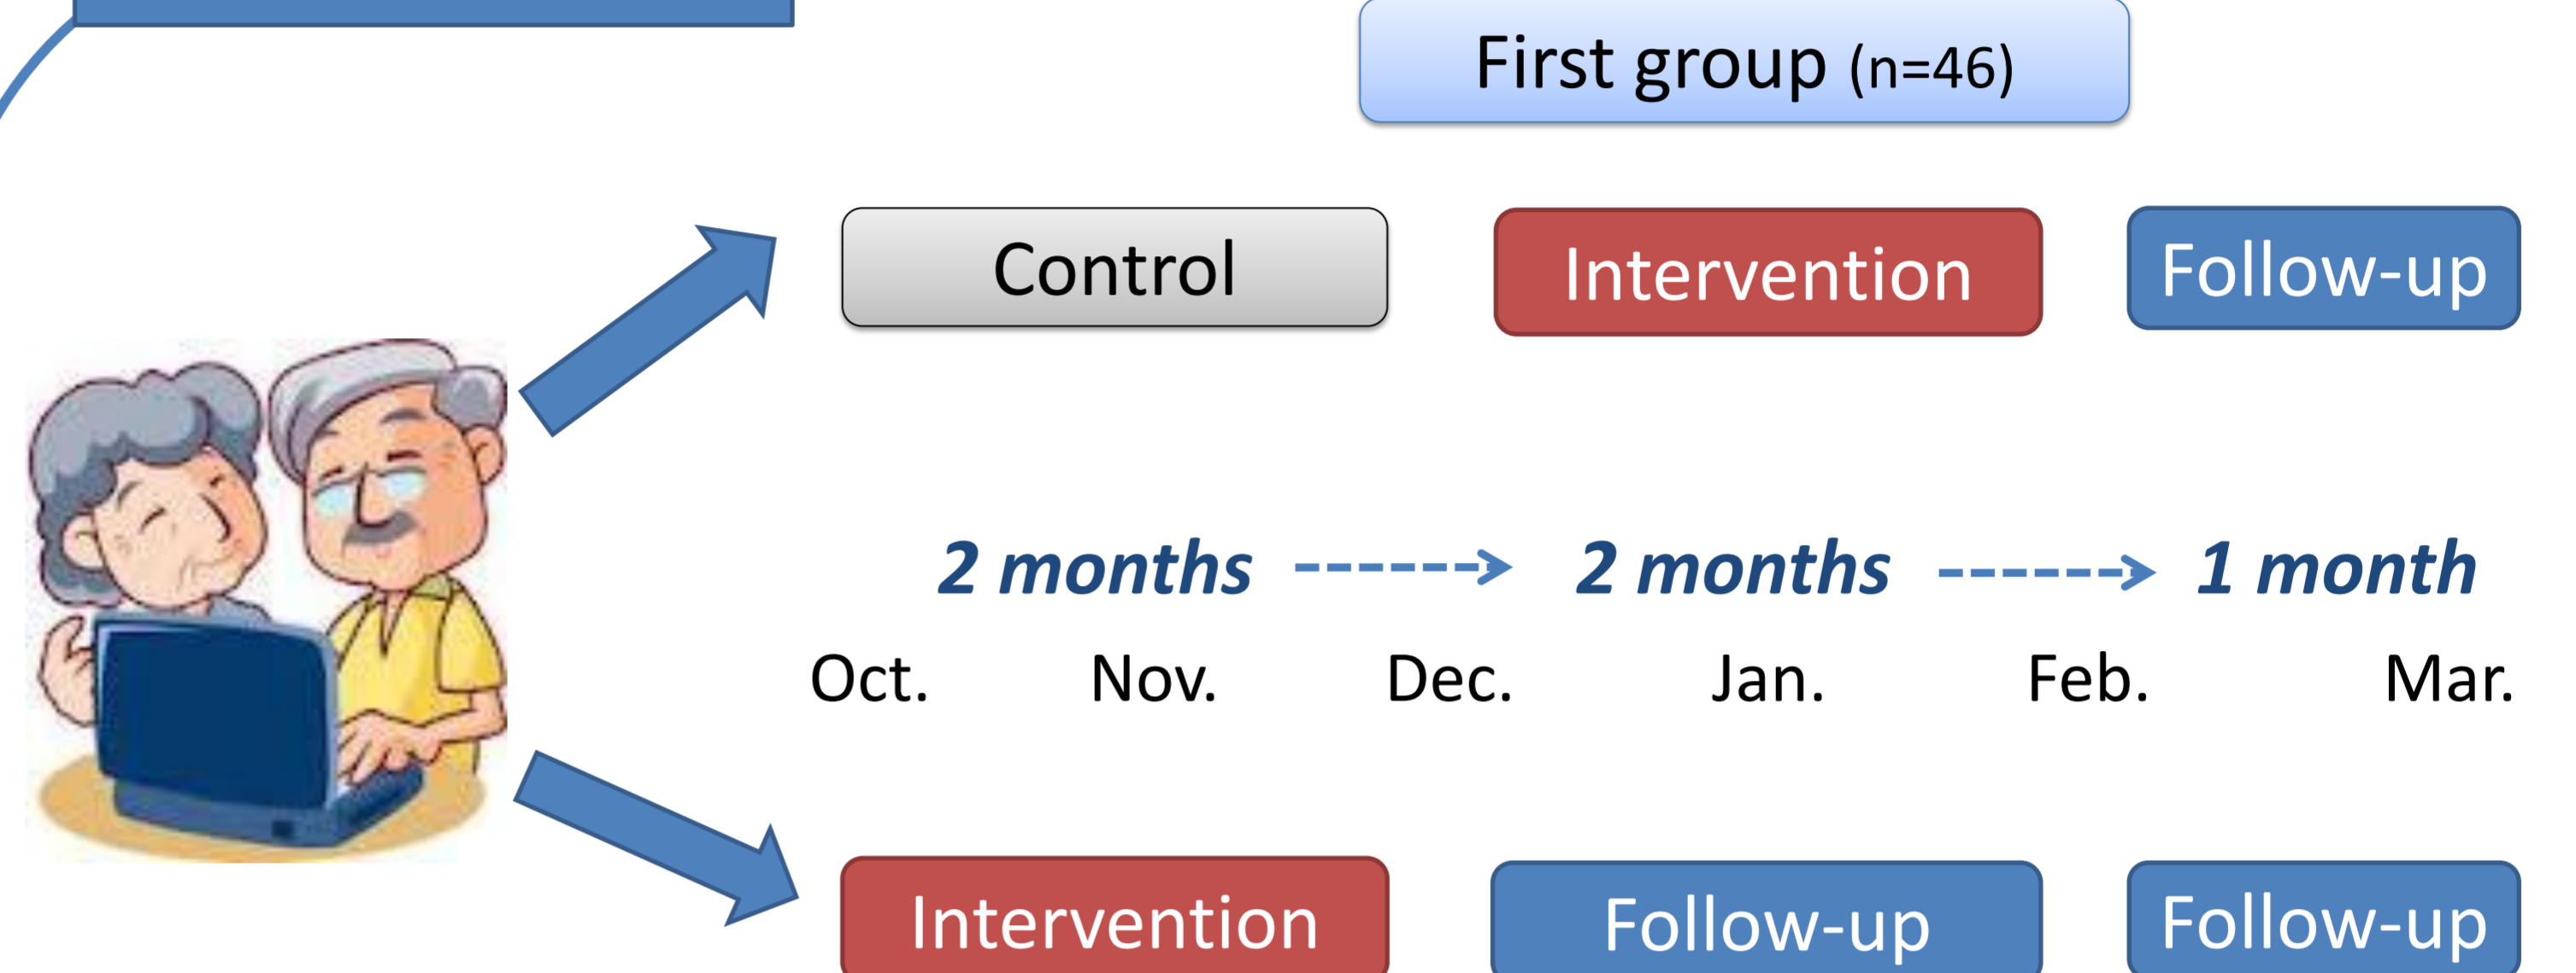 First group (n=46)
Control
Intervention
Follow-up
2 months
2 months
1 month
Oct.
Nov.
Dec.
Jan.
Feb.
Mar.
Intervention
Follow-up
Follow-up